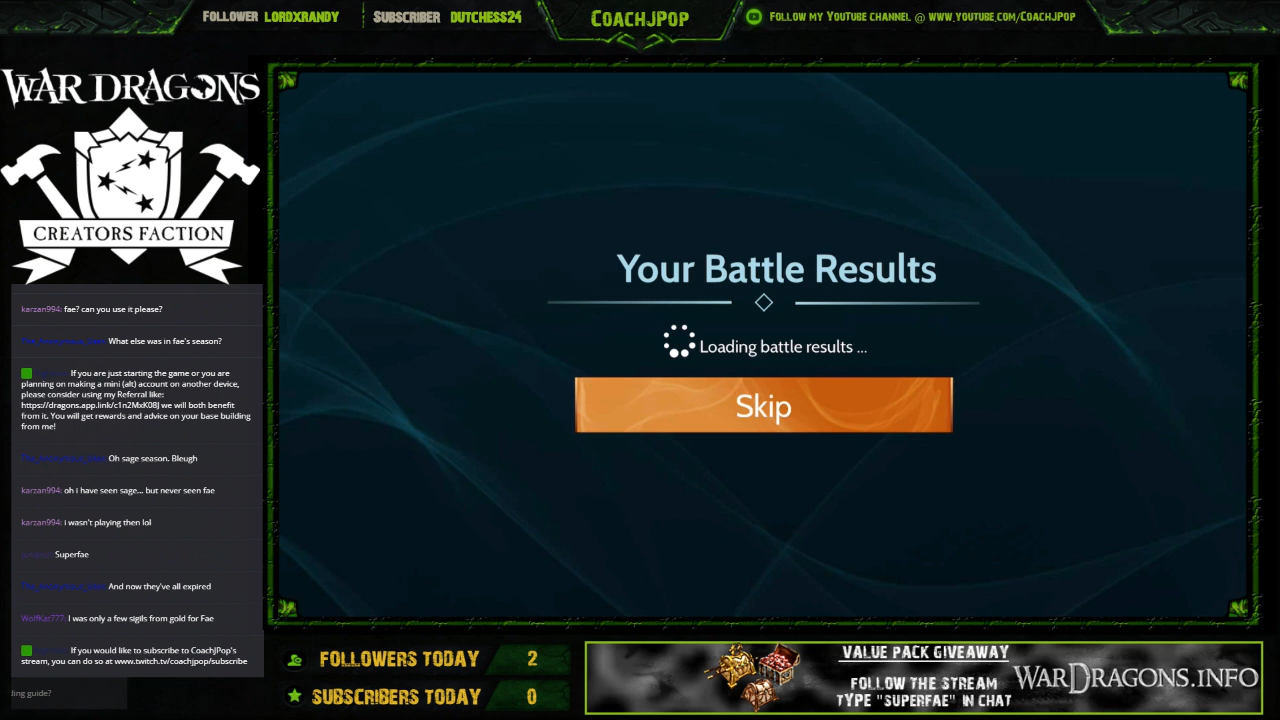 FOLLOWER LORDXRANDY
SUBSCRIBER DUTCHESS24
COACHJPOP
FOLLOW MY YOUTUBE CHANNEL @ WWW.YOUTUBE.COM/COACHJPOP
WAR DRAGONS
CREATORS FACTION
karzan994: fae? can you use it please?
What else was in fae's season?
If you are just starting the game or you are
planning on making a mini (alt) account on another device,
please consider using my Referral like:
https://dragons.app.link/c1n2MxK08J we will both benefit
from it. You will get rewards and advice on your base building
from me!
Oh sage season. Bleugh
karzan994: oh i have seen sage... but never seen fae
karzan994: i wasn't playing then lol
Superfae
And now they've all expired
WolfKat777: I was only a few sigils from gold for Fae
If you would like to subscribe to CoachJPop's
stream, you can do so at www.twitch.tv/coachjpop/subscribe
ding guide?
Your Battle Results
Loading battle results ...
Skip
FOLLOWERS TODAY 2
SUBSCRIBERS TODAY 0
VALUE PACK GIVEAWAY
FOLLOW THE STREAM
TYPE "SUPERFAE" IN CHAT
WARDRAGONS.INFO